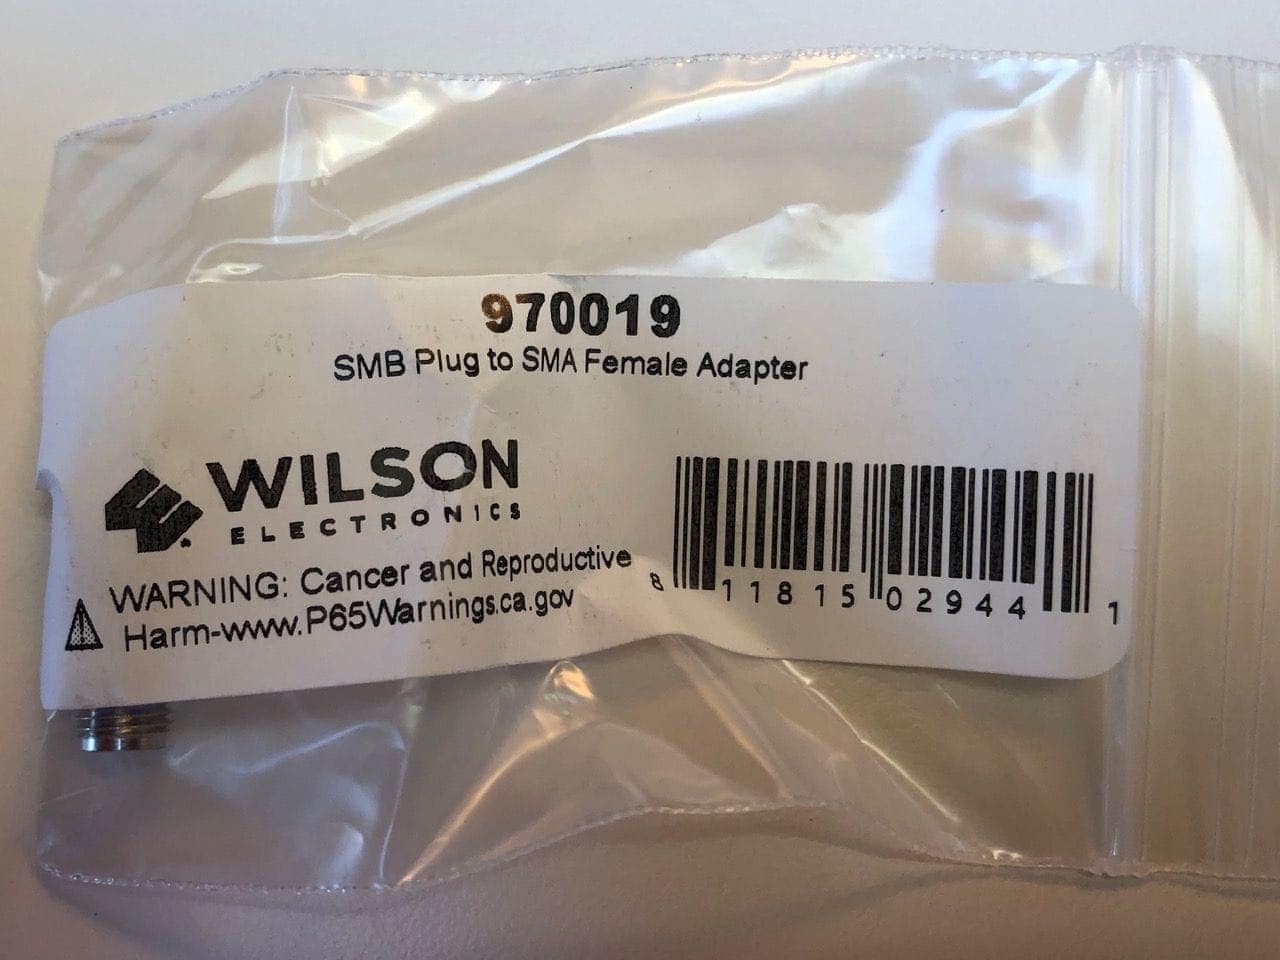 970019
SMB Plug to SMA Female Adapter
WILSON
ELECTRONICS
WARNING: Cancer and Reproductive
Harm-www.P65Warnings.ca.gov
8 11815 02944 1